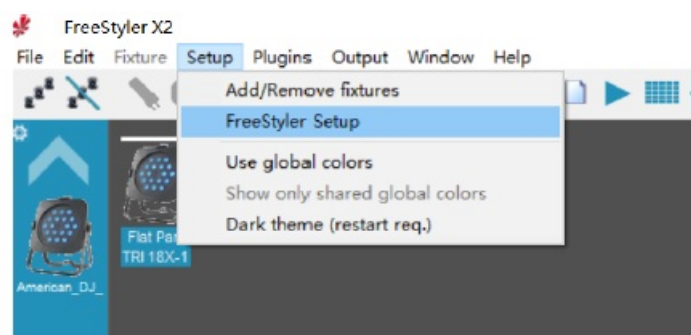 FreeStyler X2
File Edit Fixture Setup Plugins Output Window Help
Add/Remove fixtures
FreeStyler Setup
Use global colors
Show only shared global colors
Dark theme (restart req.)
Flat Par
TRI 18X-1
American_DJ_